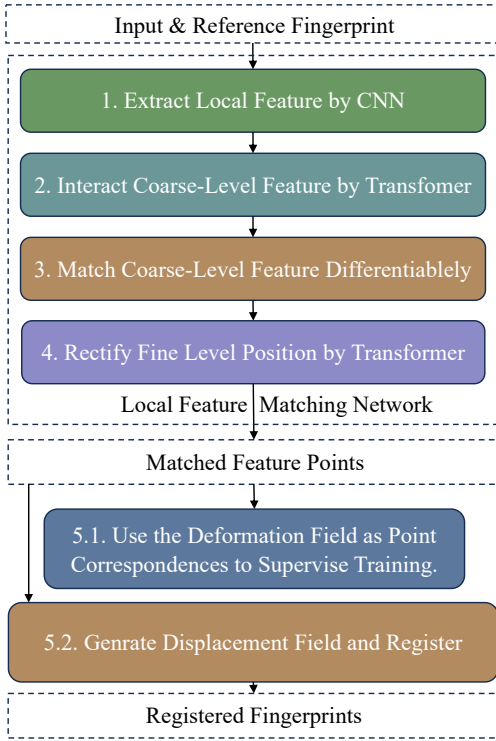 Input & Reference Fingerprint
1. Extract Local Feature by CNN
2. Interact Coarse-Level Feature by Transfomer
3. Match Coarse-Level Feature Differentiablely
4. Rectify Fine Level Position by Transformer
Local Feature Matching Network
Matched Feature Points
5.1. Use the Deformation Field as Point
Correspondences to Supervise Training.
5.2. Genrate Displacement Field and Register
Registered Fingerprints